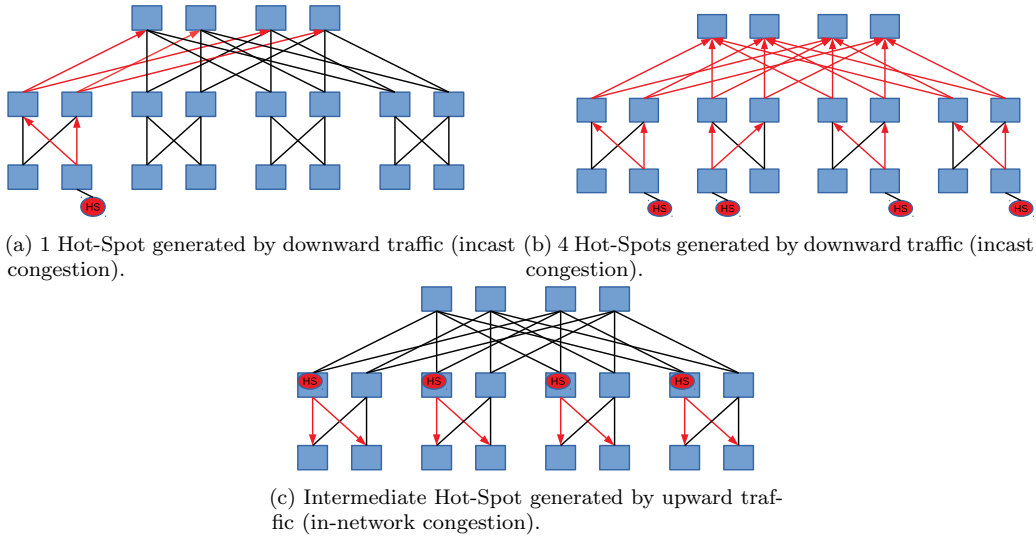 HS
HS
HS
HS
HS
(a) 1 Hot-Spot generated by downward traffic (incast
congestion).
(b) 4 Hot-Spots generated by downward traffic (incast
congestion).
HS
HS
HS
HS
(c) Intermediate Hot-Spot generated by upward traf-
fic (in-network congestion).